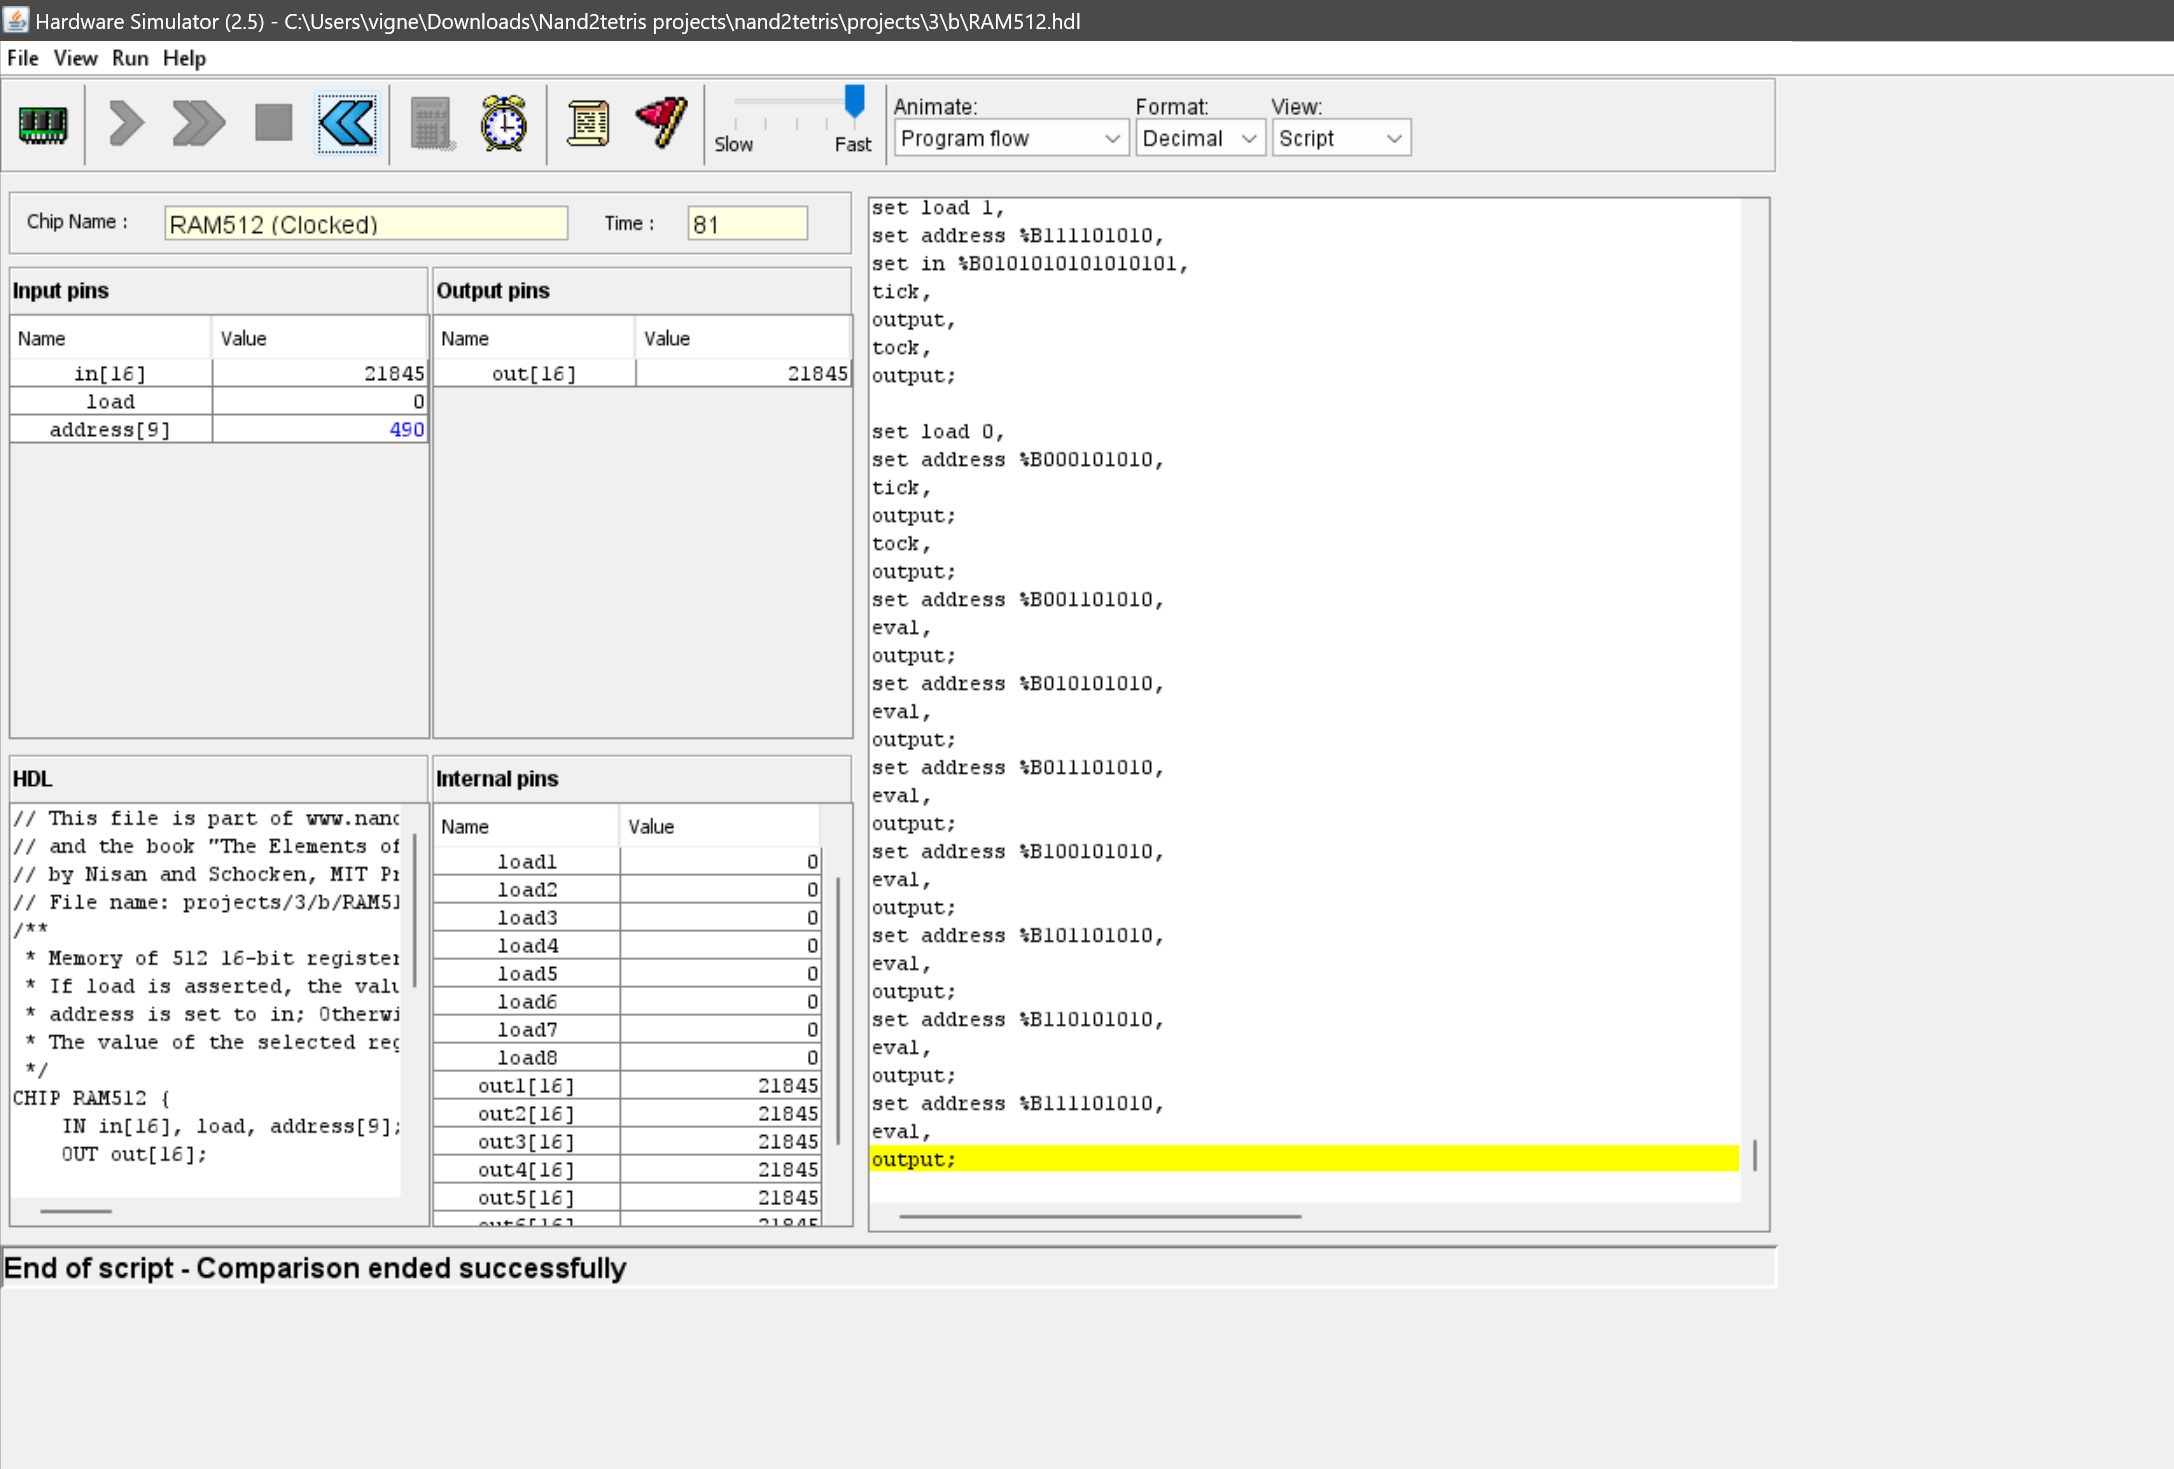 Hardware Simulator (2.5) - C:\Users\vigne\Downloads\Nand2tetris projects\nand2tetris\projects\3\b\RAM512.hdl
File View Run Help
Slow Fast
Animate: Format: View:
Program flow Decimal Script
Chip Name : RAM512 (Clocked) Time : 81
Input pins
Name Value
in[16] 21845
load 0
address[9] 490
Output pins
Name Value
out[16] 21845
HDL
// This file is part of www.nand
// and the book "The Elements of
// by Nisan and Schocken, MIT Pr
// File name: projects/3/b/RAM51
/**
* Memory of 512 16-bit register
* If load is asserted, the valu
* address is set to in; Otherwi
* The value of the selected reg
*/
CHIP RAM512 {
IN in[16], load, address[9];
OUT out[16];
Internal pins
Name Value
load1 0
load2 0
load3 0
load4 0
load5 0
load6 0
load7 0
load8 0
out1[16] 21845
out2[16] 21845
out3[16] 21845
out4[16] 21845
out5[16] 21845
out6[16] 21845
set load 1,
set address %B111101010,
set in %B0101010101010101,
tick,
output,
tock,
output;
set load 0,
set address %B000101010,
tick,
output;
tock,
output;
set address %B001101010,
eval,
output;
set address %B010101010,
eval,
output;
set address %B011101010,
eval,
output;
set address %B100101010,
eval,
output;
set address %B101101010,
eval,
output;
set address %B110101010,
eval,
output;
set address %B111101010,
eval,
output;
End of script - Comparison ended successfully